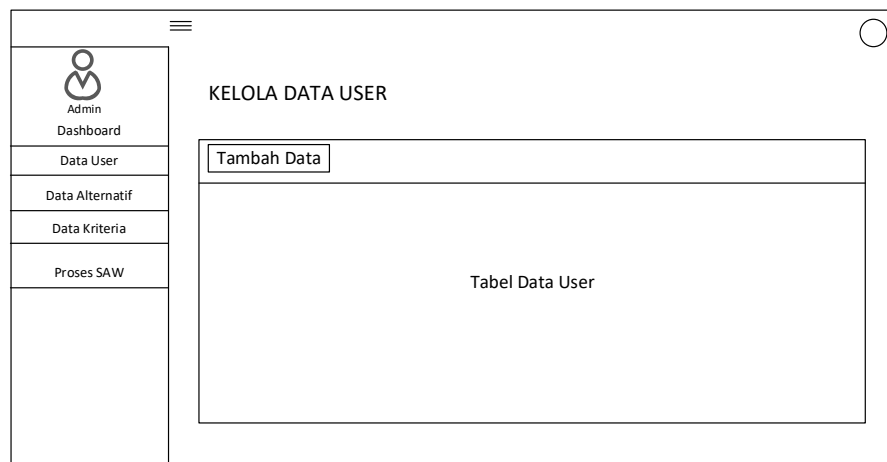 Admin
Dashboard
Data User
Data Alternatif
Data Kriteria
Proses SAW
KELOLA DATA USER
Tambah Data
Tabel Data User